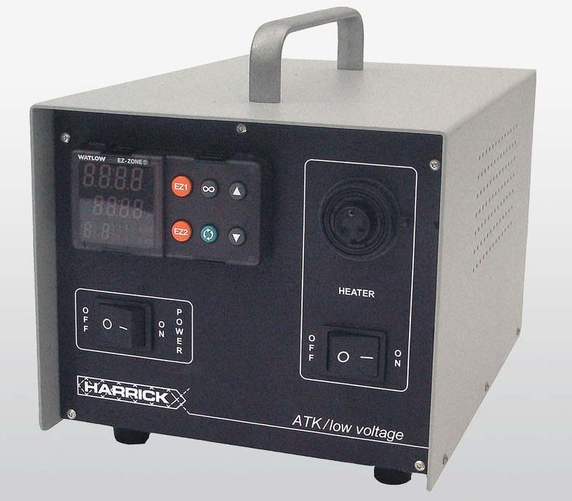 WATLOW EZ-ZONE®
8.8.8.8
8.8.8.8
EZ1
EZ2
HEATER
OFF
O —
ON
POWER
OFF
O —
ON
HARRICK
ATK/low voltage